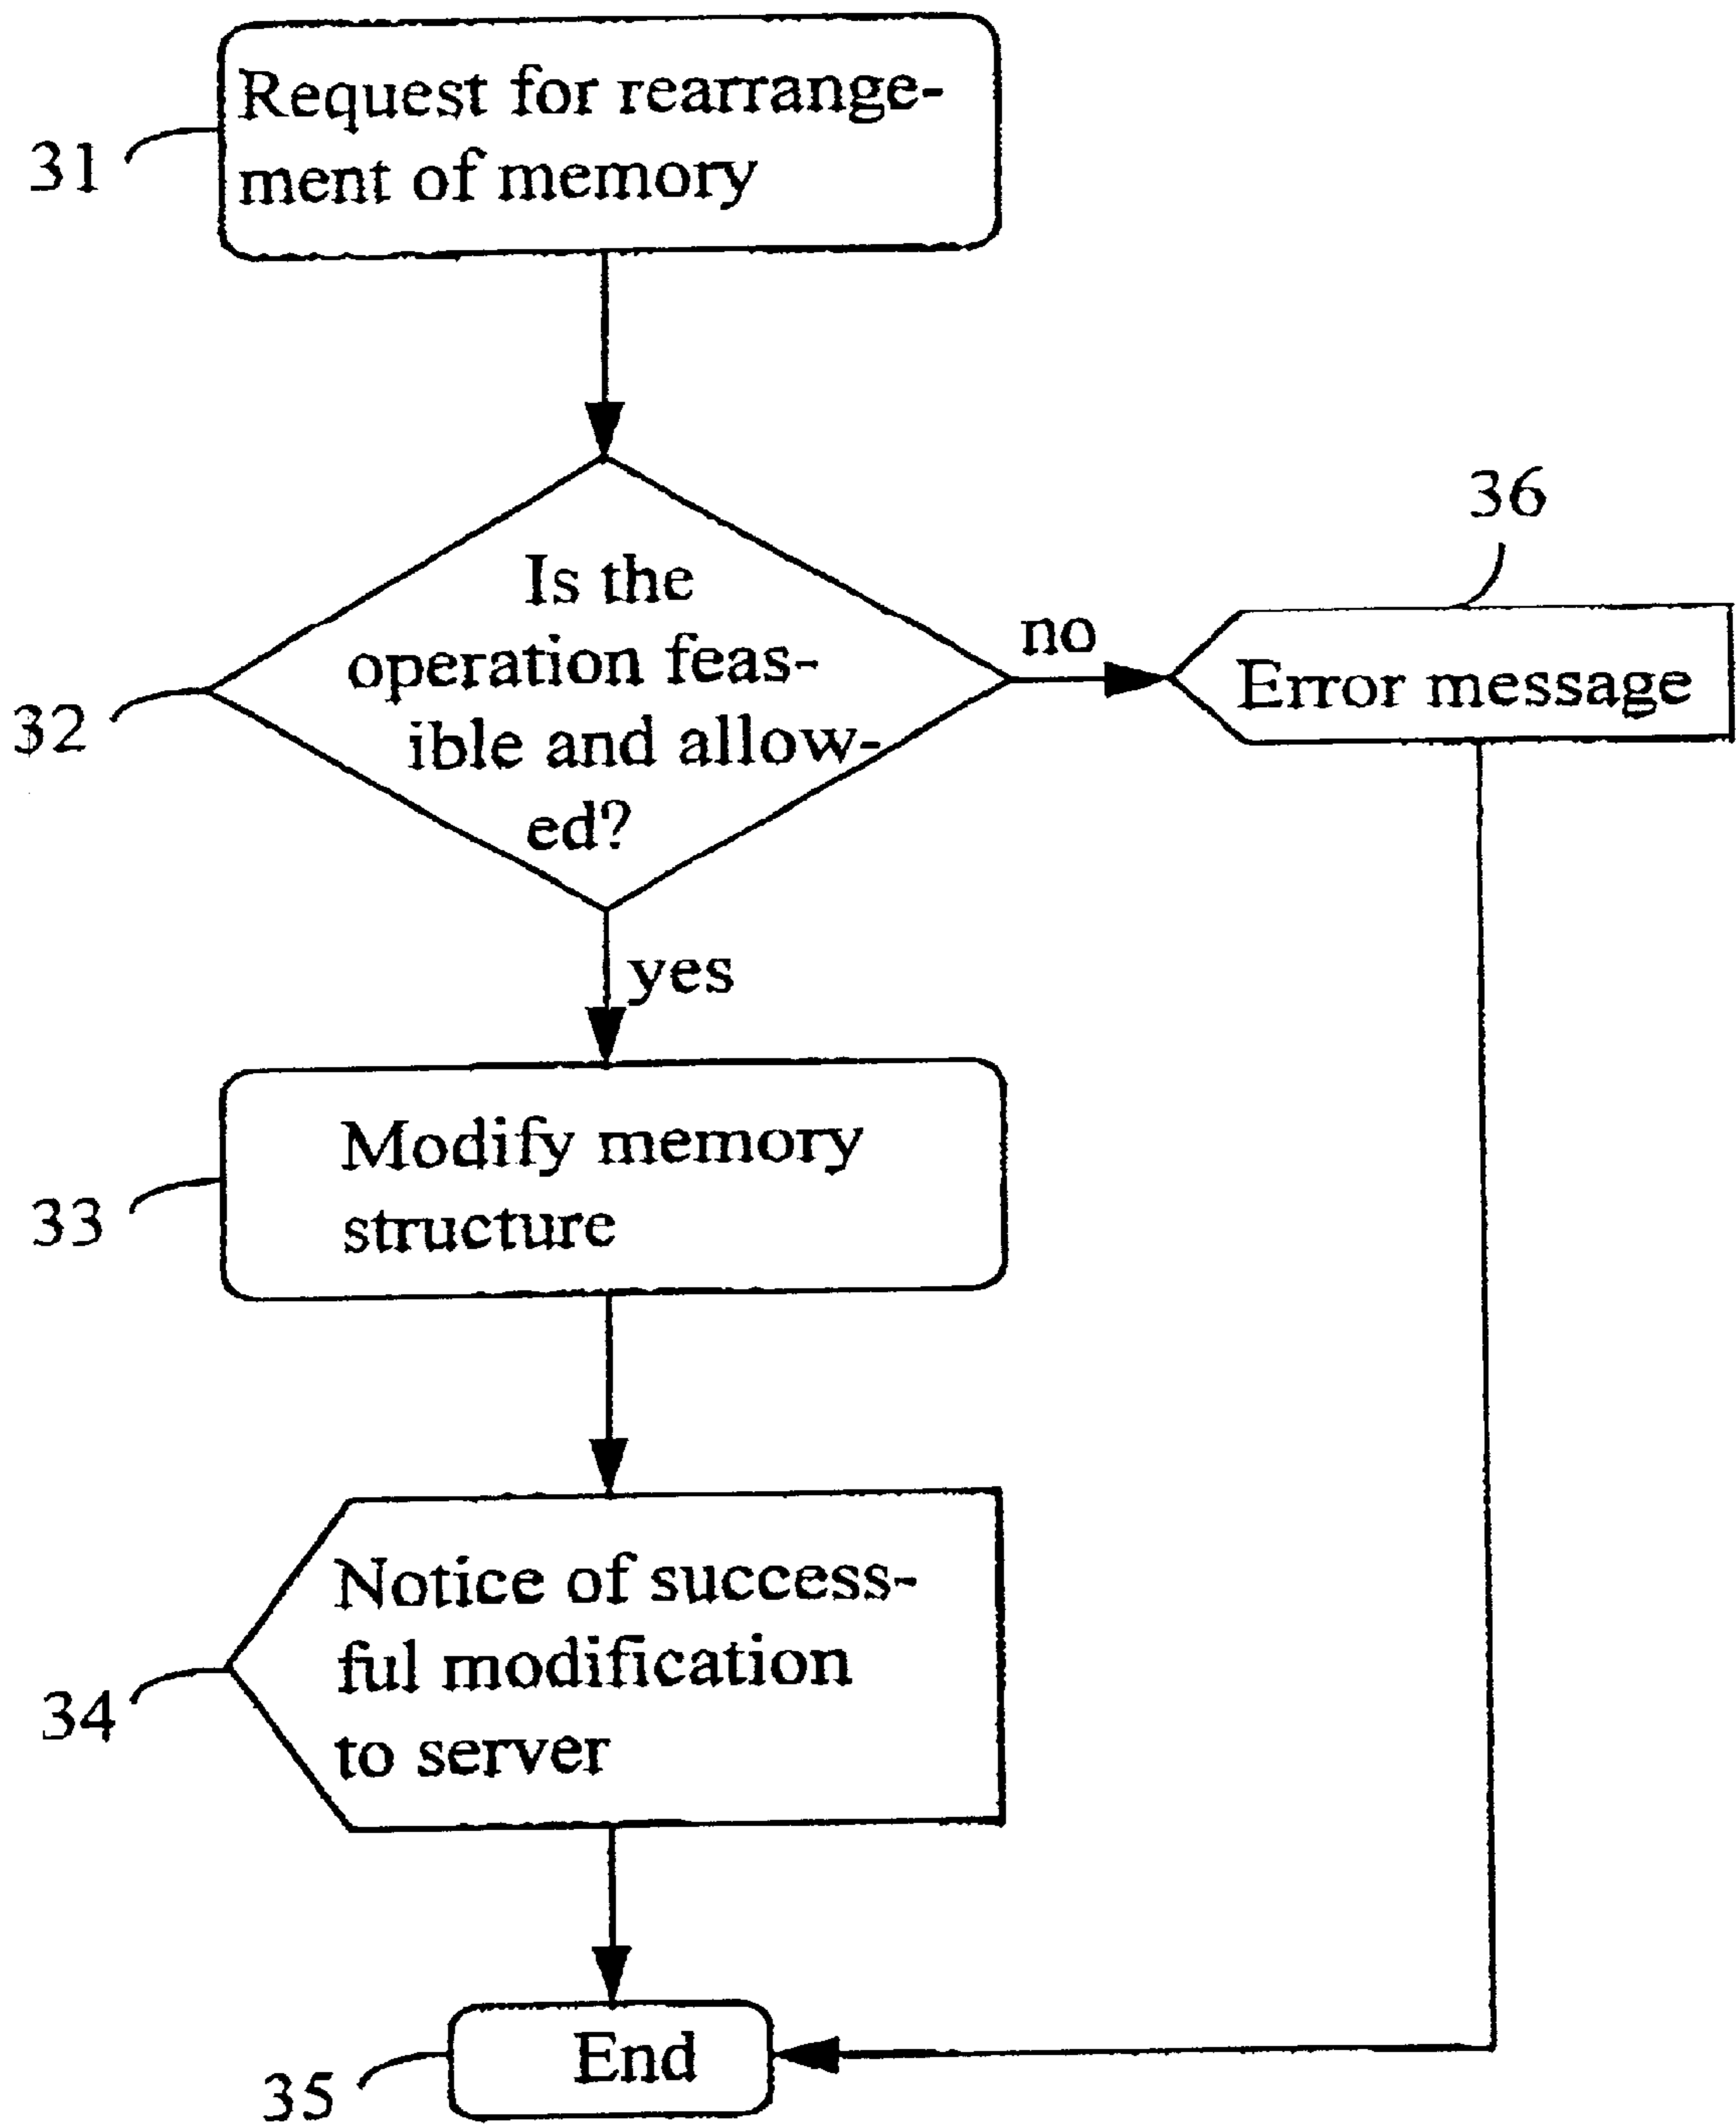 Request for rearrange-
ment of memory
31
36
Is the
operation feas-
ible and allow-
ed?
no
Error message
32
yes
Modify memory
structure
33
Notice of success-
ful modification
to server
34
End
35